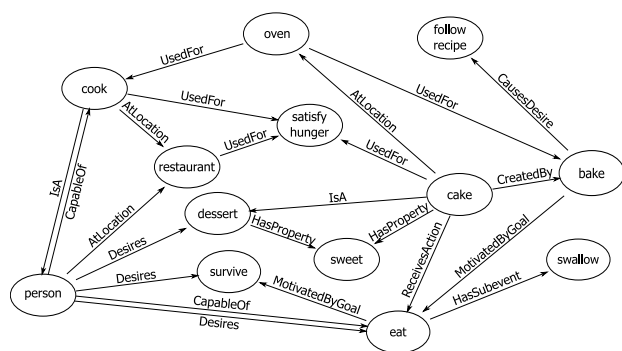 oven
follow
recipe
UsedFor
cook
UsedFor
AtLocation
UsedFor
CausesDesire
AtLocation
satisfy
hunger
UsedFor
UsedFor
restaurant
IsA
CapableOf
cake
CreatedBy
bake
IsA
AtLocation
Desires
dessert
HasProperty
HasProperty
sweet
ReceivesAction
MotivatedByGoal
Desires
survive
MotivatedByGoal
HasSubevent
swallow
person
CapableOf
Desires
eat